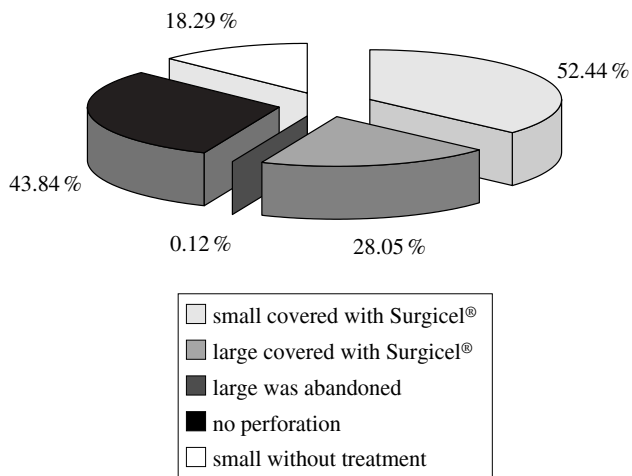 18.29 %
52.44 %
43.84 %
0.12 %
28.05 %
small covered with Surgicel®
large covered with Surgicel®
large was abandoned
no perforation
small without treatment